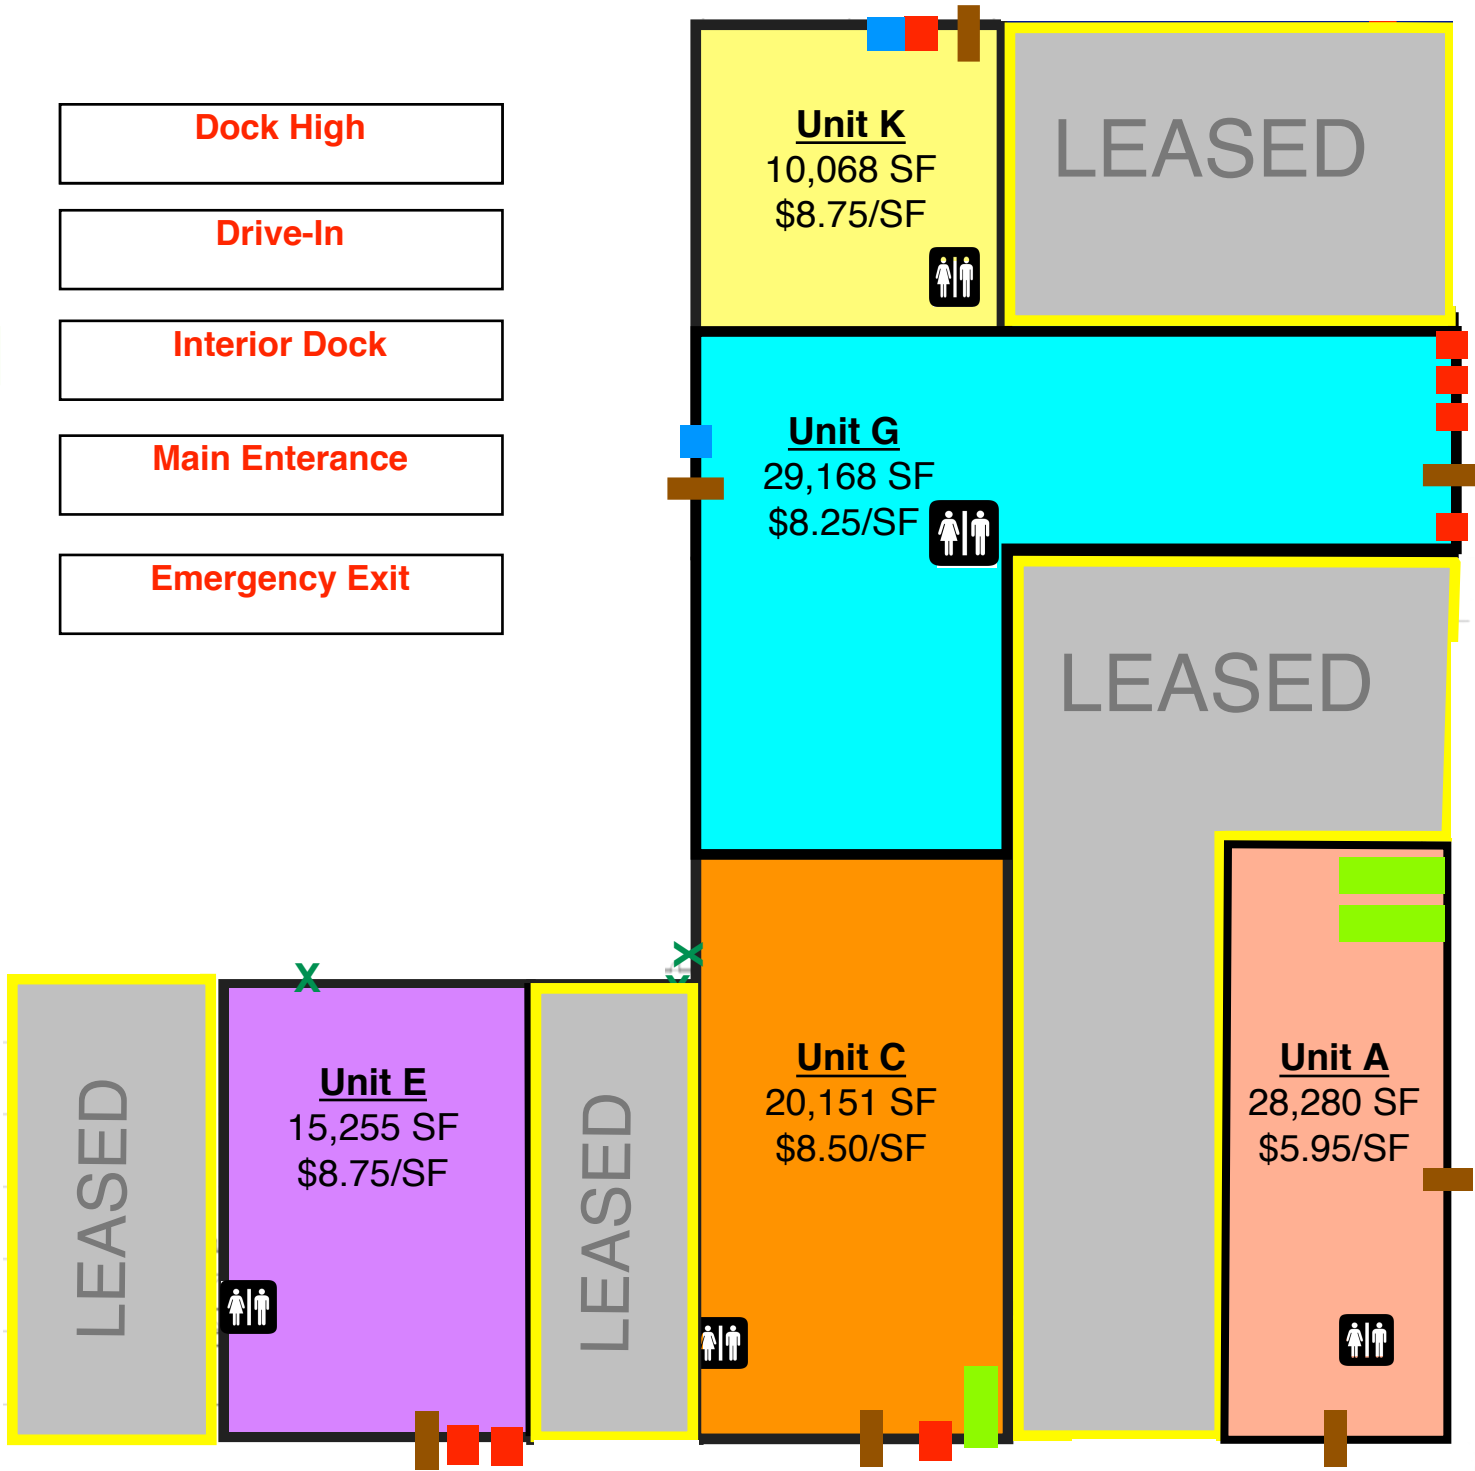 Dock High
Drive-In
Interior Dock
Main Enterance
Emergency Exit
Unit K
10,068 SF
$8.75/SF
LEASED
Unit G
29,168 SF
$8.25/SF
LEASED
LEASED
Unit E
15,255 SF
$8.75/SF
X
LEASED
X
Unit C
20,151 SF
$8.50/SF
Unit A
28,280 SF
$5.95/SF